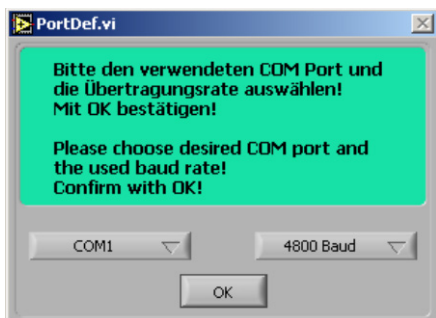 PortDef.vi
Bitte den verwendeten COM Port und
die Übertragungsrate auswählen!
Mit OK bestätigen!
Please choose desired COM port and
the used baud rate!
Confirm with OK!
COM1 4800 Baud
OK